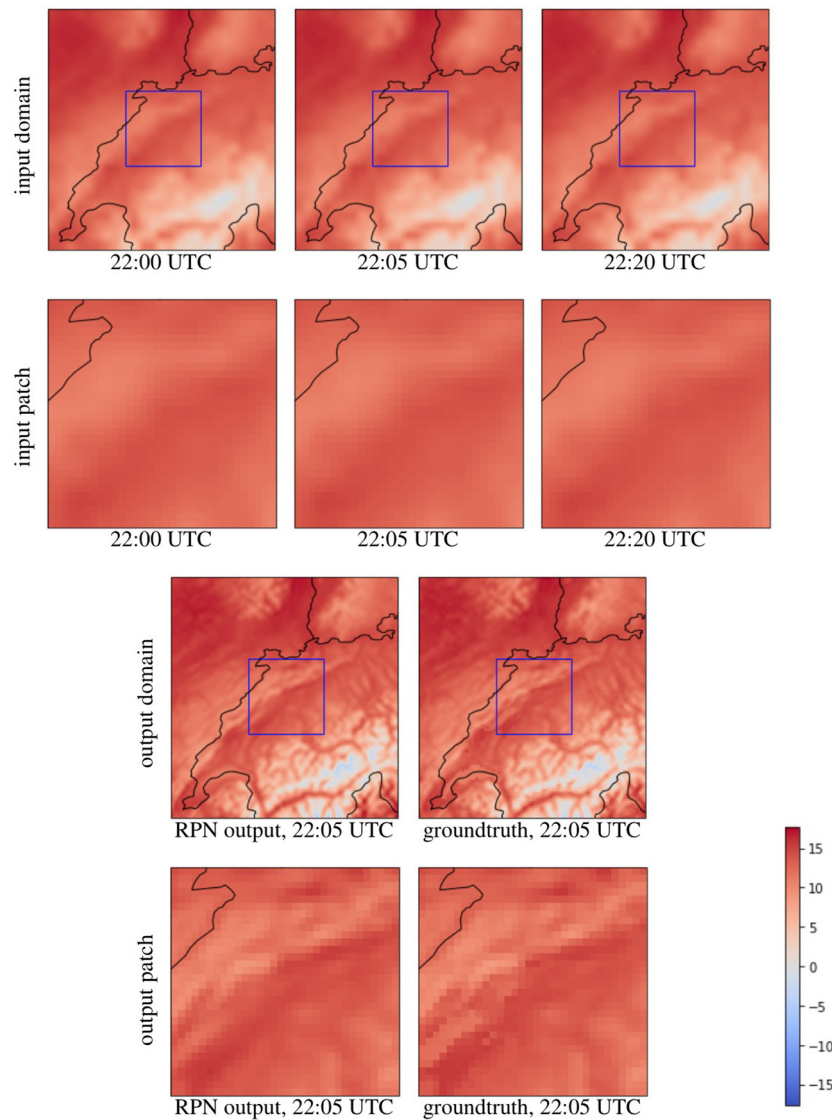 input domain
22:00 UTC
22:05 UTC
22:20 UTC
input patch
22:00 UTC
22:05 UTC
22:20 UTC
output domain
RPN output, 22:05 UTC
groundtruth, 22:05 UTC
output patch
RPN output, 22:05 UTC
groundtruth, 22:05 UTC
15
10
5
0
−5
−10
−15